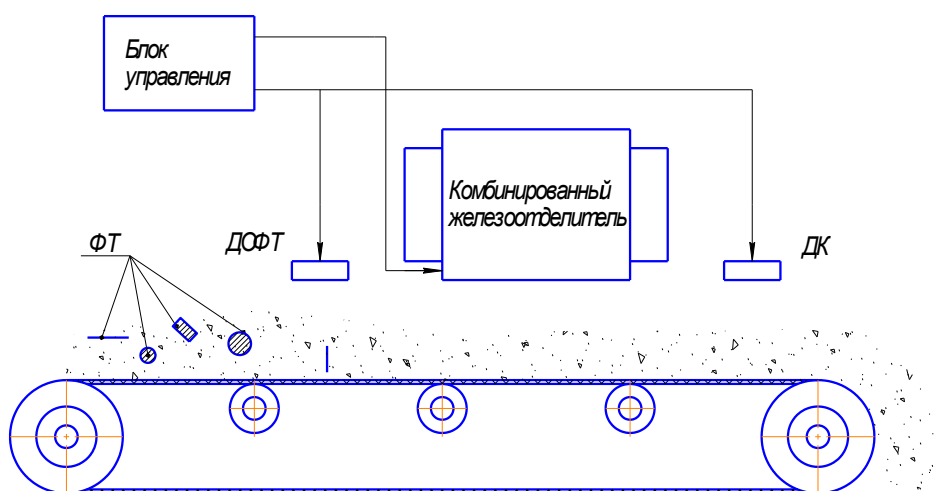 Блок
управления
Комбинированный
железоотделитель
ФТ
ДОФТ
ДК